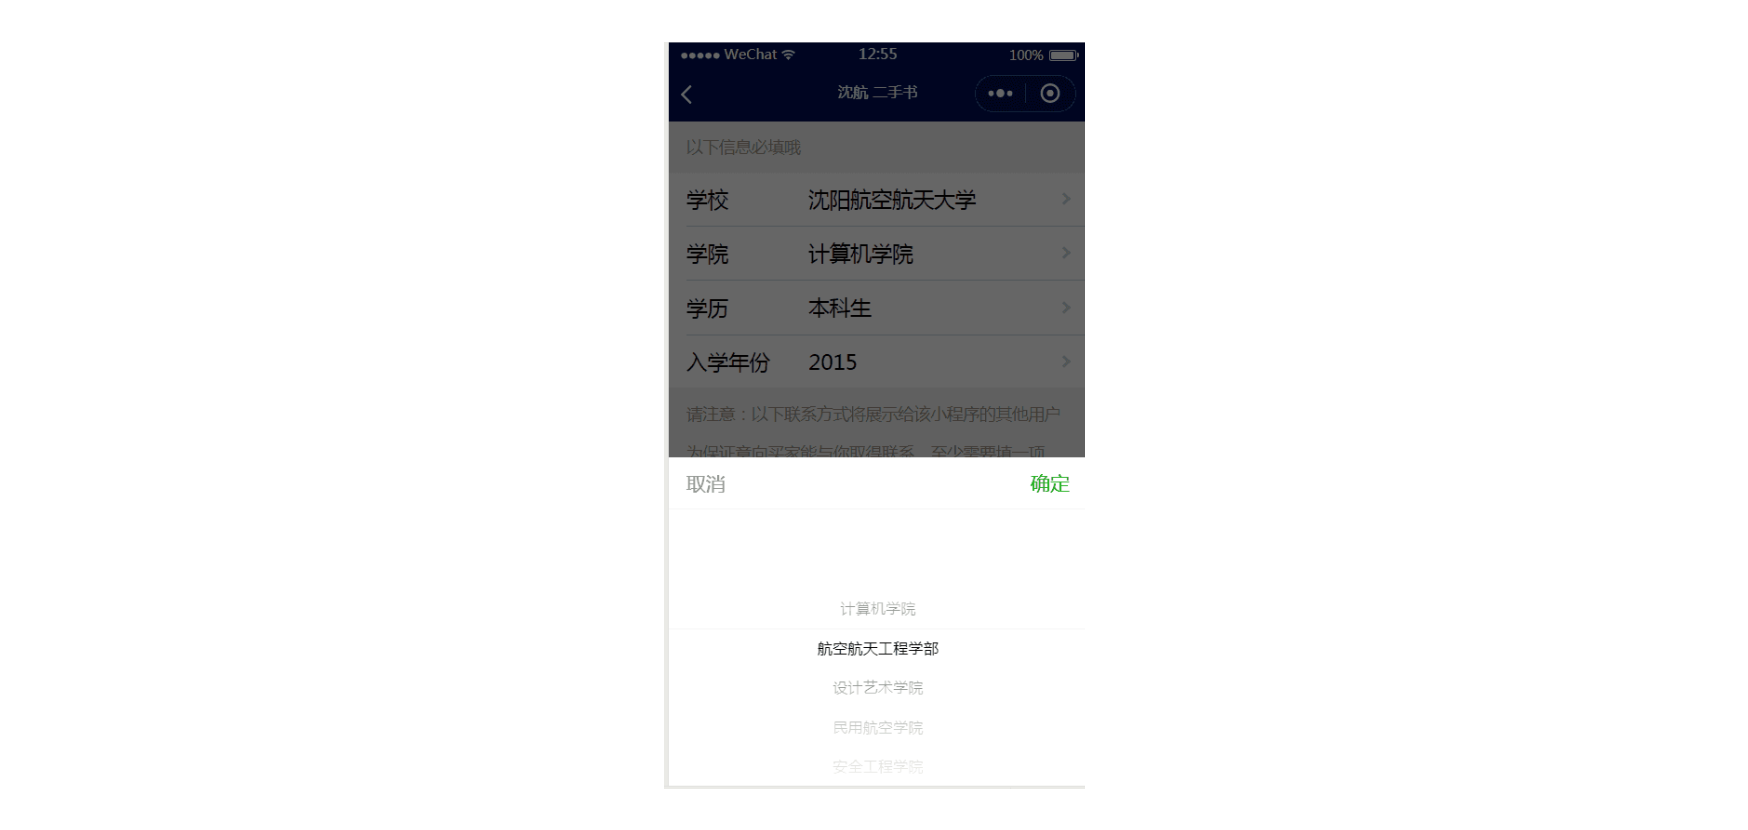 WeChat 12:55 100%
沈航 二手书
以下信息必填哦
学校 沈阳航空航天大学
学院 计算机学院
学历 本科生
入学年份 2015
请注意：以下联系方式将展示给该小程序的其他用户
为保证意向买家能与你取得联系，至少需要填一项
取消 确定
计算机学院
航空航天工程学部
设计艺术学院
民用航空学院
安全工程学院